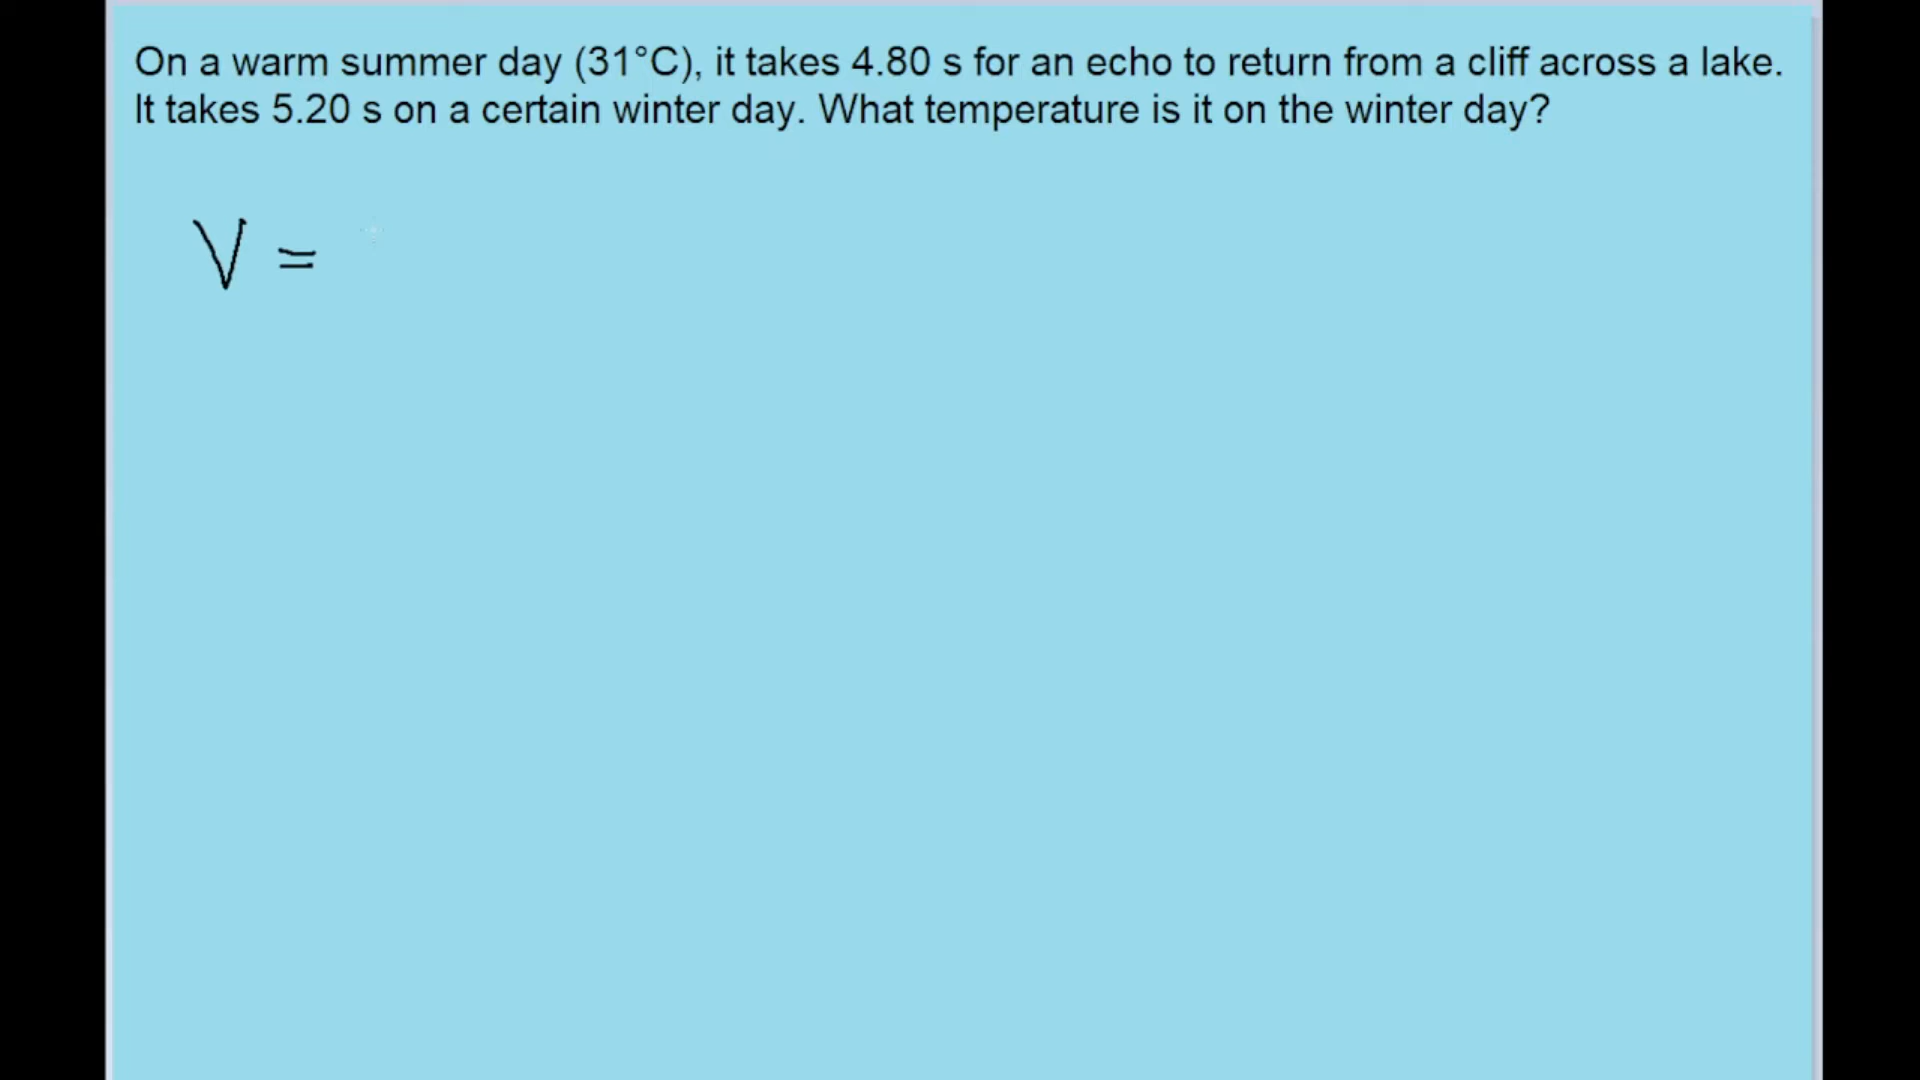 On a warm summer day (31°C), it takes 4.80 s for an echo to return from a cliff across a lake.
It takes 5.20 s on a certain winter day. What temperature is it on the winter day?
V =